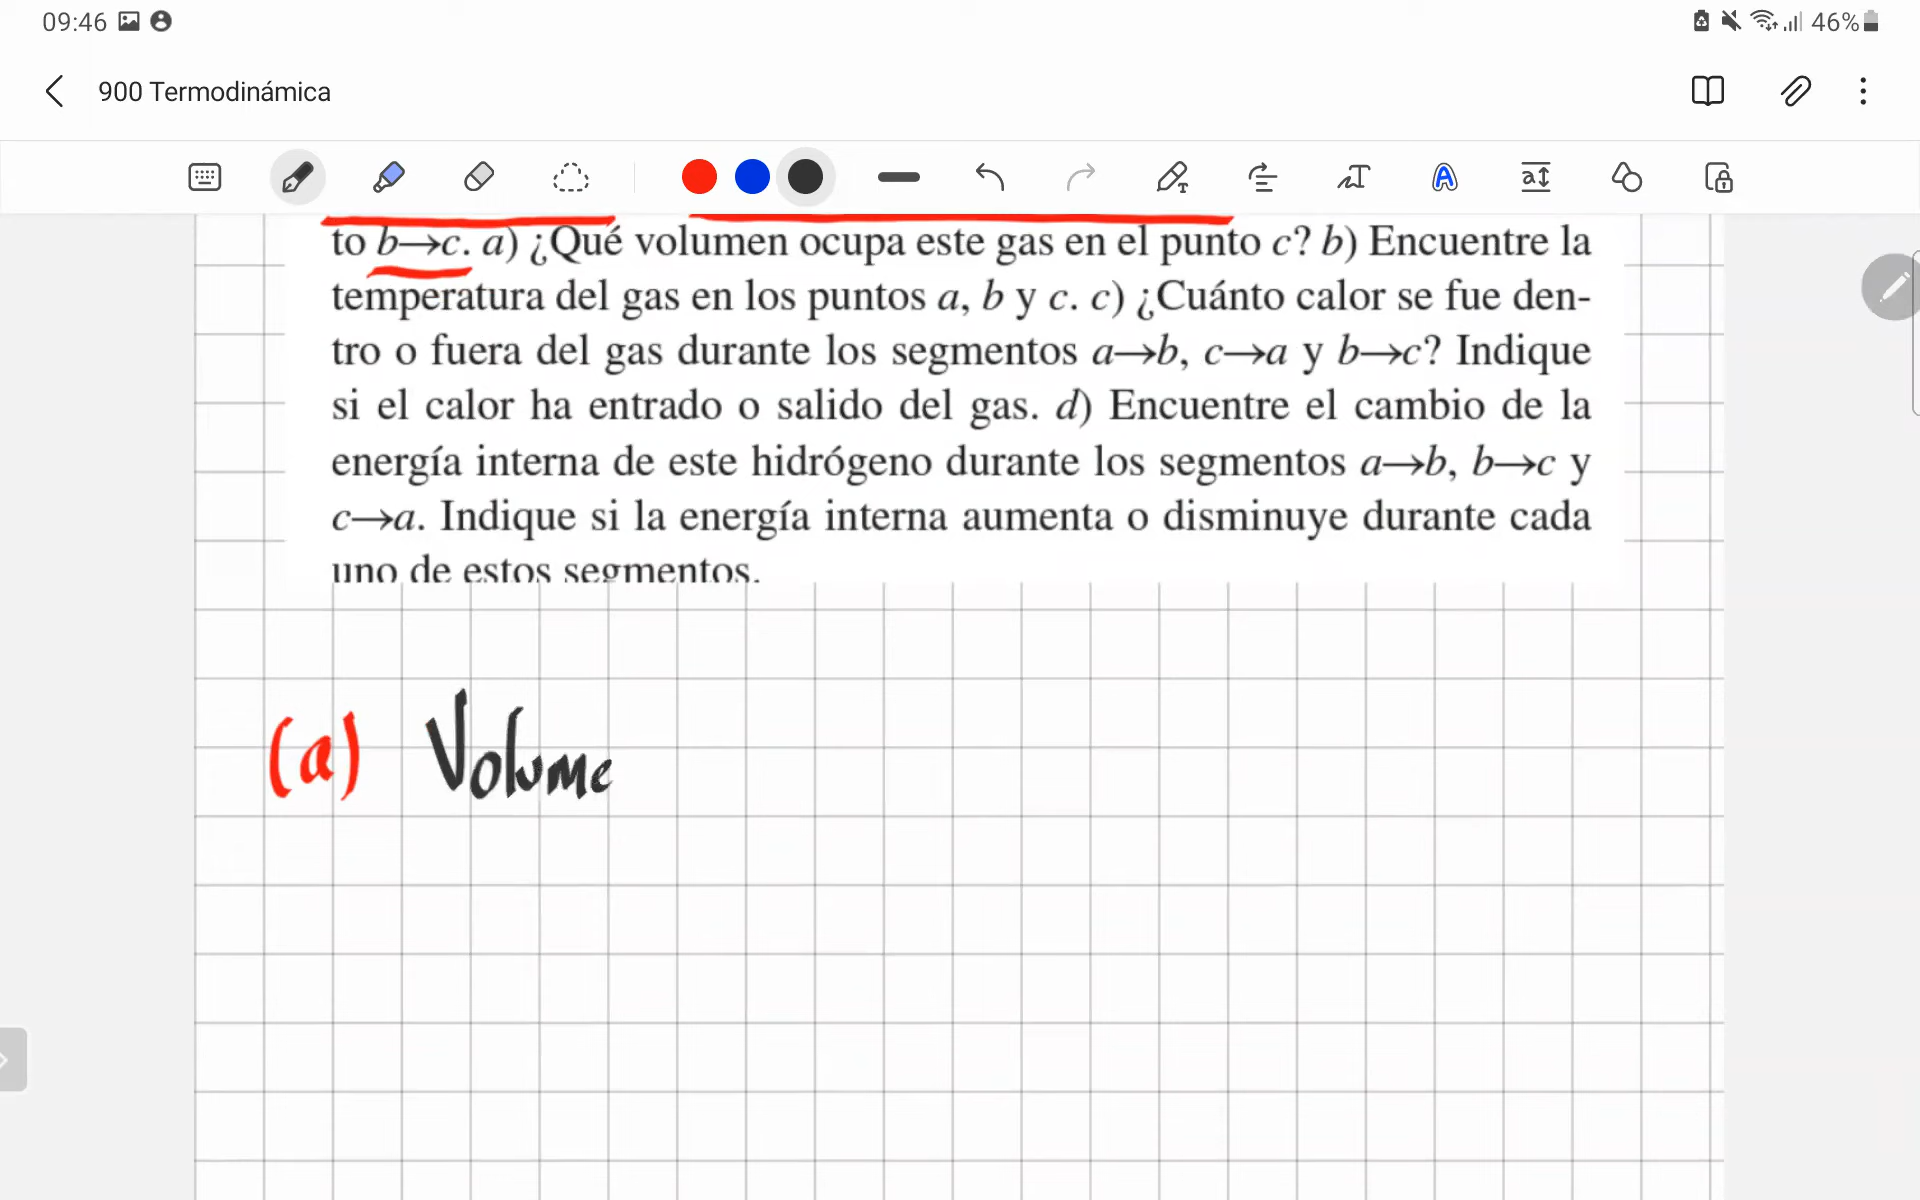 09:46 46%
900 Termodinámica
to b→c. a) ¿Qué volumen ocupa este gas en el punto c? b) Encuentre la
temperatura del gas en los puntos a, b y c. c) ¿Cuánto calor se fue den-
tro o fuera del gas durante los segmentos a→b, c→a y b→c? Indique
si el calor ha entrado o salido del gas. d) Encuentre el cambio de la
energía interna de este hidrógeno durante los segmentos a→b, b→c y
c→a. Indique si la energía interna aumenta o disminuye durante cada
uno de estos segmentos.
(a) Volume